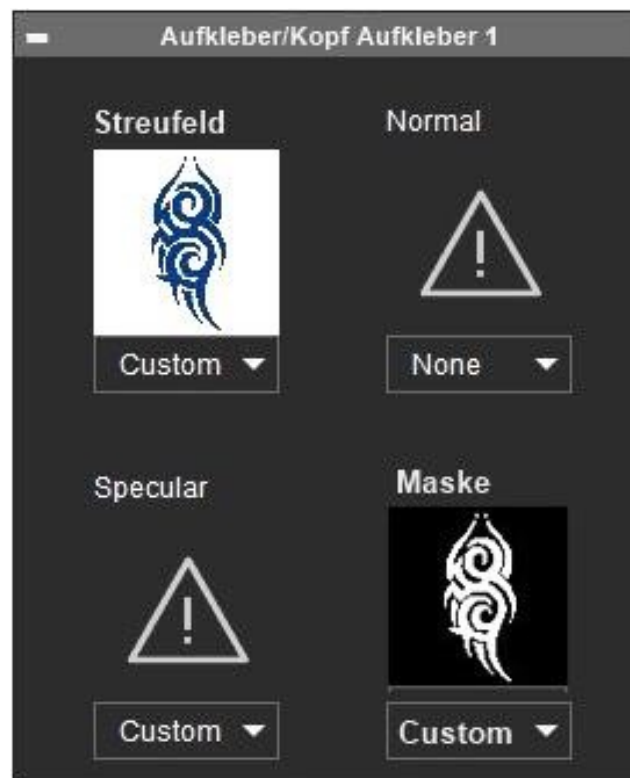 Aufkleber/Kopf Aufkleber 1
Streufeld
Normal
Custom
None
Specular
Maske
Custom
Custom